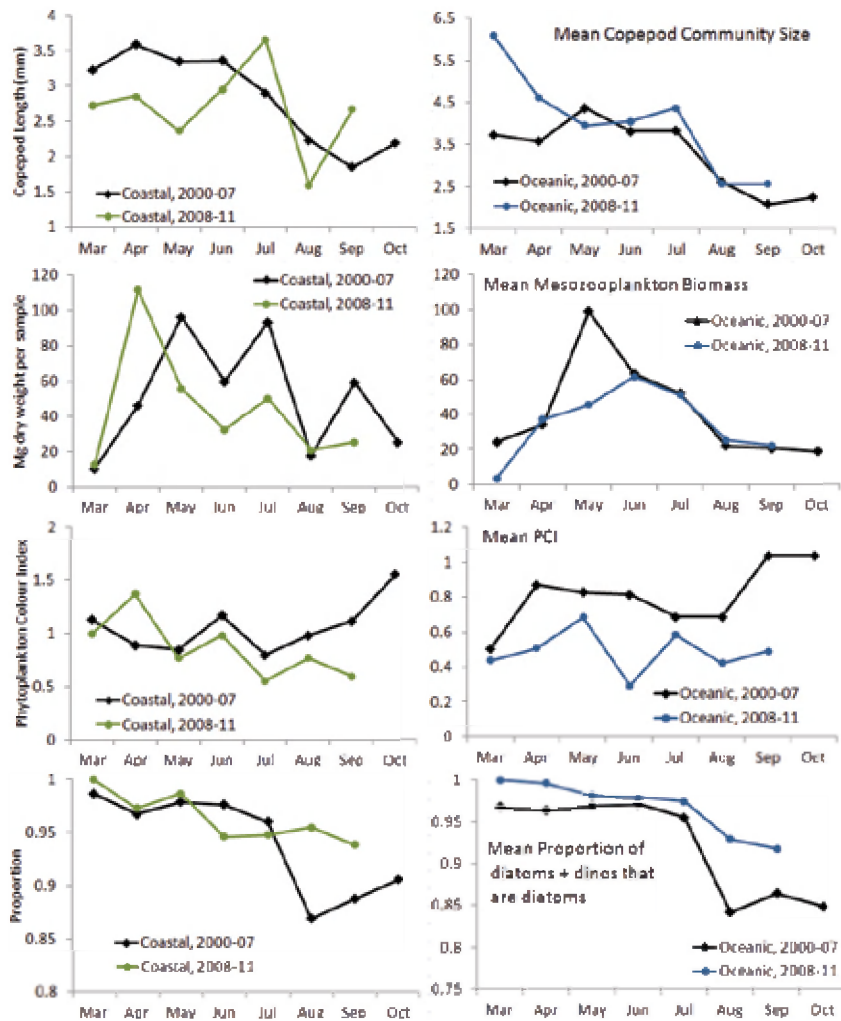 Copepod Length (mm)
4
3.5
3
2.5
2
1.5
1
Coastal, 2000-07
Coastal, 2008-11
Mar Apr May Jun Jul Aug Sep Oct
Mean Copepod Community Size
6.5
5.5
4.5
3.5
2.5
1.5
Oceanic, 2000-07
Oceanic, 2008-11
Mar Apr May Jun Jul Aug Sep Oct
Mg dry weight per sample
120
100
80
60
40
20
0
Coastal, 2000-07
Coastal, 2008-11
Mar Apr May Jun Jul Aug Sep Oct
Mean Mesozooplankton Biomass
120
100
80
60
40
20
0
Oceanic, 2000-07
Oceanic, 2008-11
Mar Apr May Jun Jul Aug Sep Oct
Phytoplankton Colour Index
2
1.5
1
0.5
0
Coastal, 2000-07
Coastal, 2008-11
Mar Apr May Jun Jul Aug Sep Oct
Mean PCI
1.2
1
0.8
0.6
0.4
0.2
0
Oceanic, 2000-07
Oceanic, 2008-11
Mar Apr May Jun Jul Aug Sep Oct
Proportion
1
0.95
0.9
0.85
0.8
Coastal, 2000-07
Coastal, 2008-11
Mar Apr May Jun Jul Aug Sep Oct
1
0.95
0.9
0.85
0.8
0.75
Mean Proportion of
diatoms + dinos that
are diatoms
Oceanic, 2000-07
Oceanic, 2008-11
Mar Apr May Jun Jul Aug Sep Oct